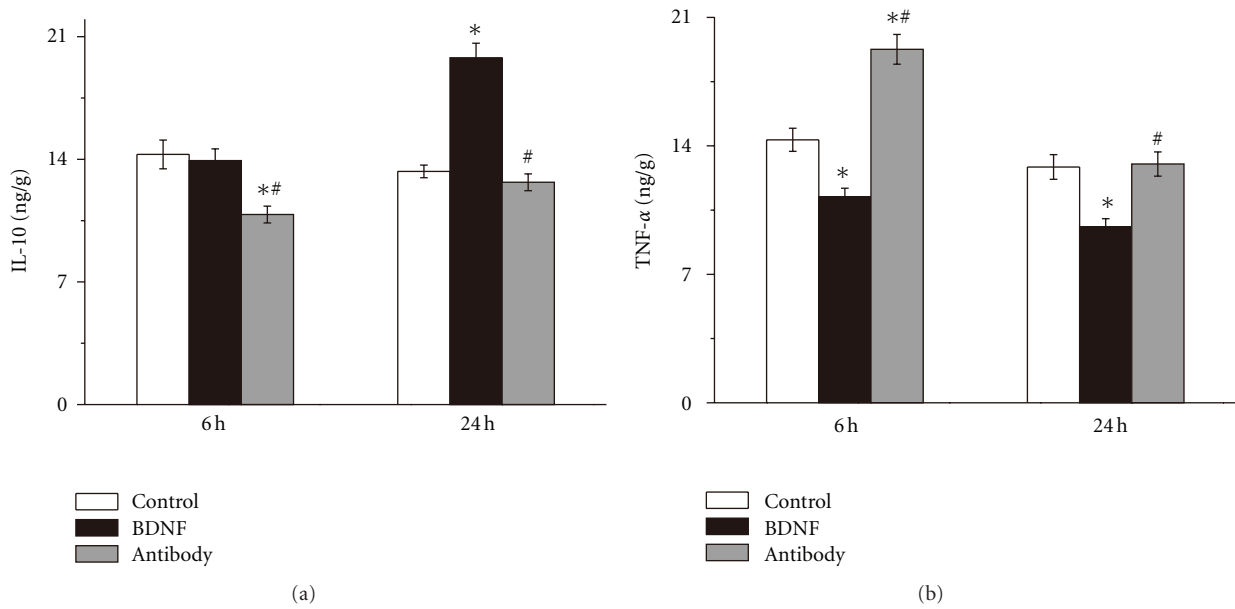 21
14
7
0
IL-10 (ng/g)
*#
*
#
6 h
24 h
Control
BDNF
Antibody
(a)
21
14
7
0
TNF-α (ng/g)
*
*#
*
#
6 h
24 h
Control
BDNF
Antibody
(b)